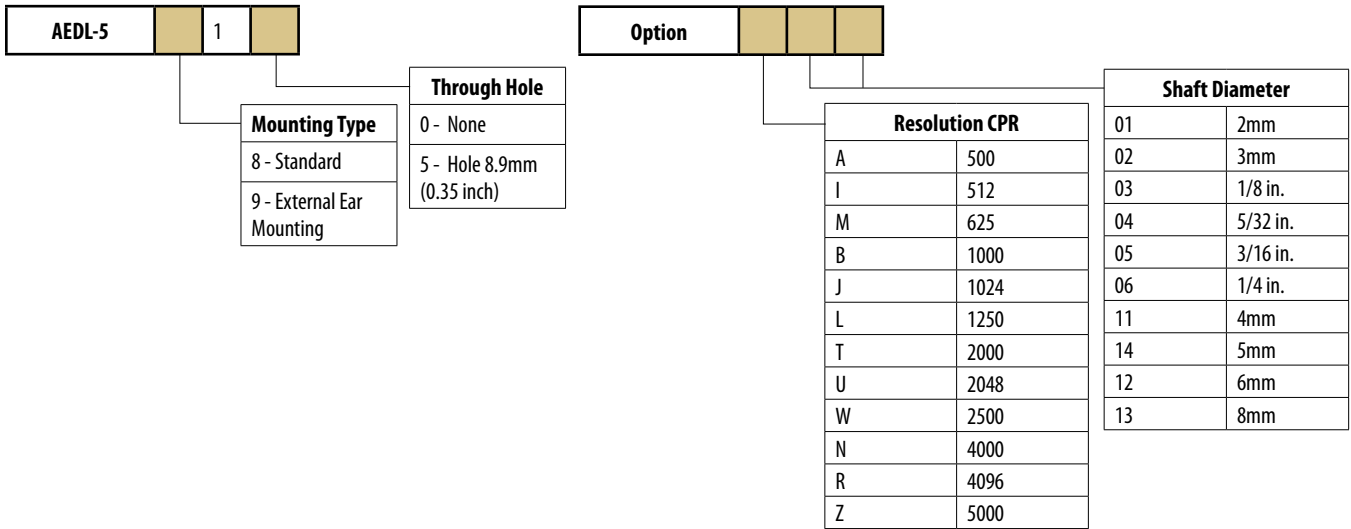 AEDL-5 1
Option
Through Hole
0 - None
5 - Hole 8.9mm
(0.35 inch)
Mounting Type
8 - Standard
9 - External Ear
Mounting
Resolution CPR
A 500
I 512
M 625
B 1000
J 1024
L 1250
T 2000
U 2048
W 2500
N 4000
R 4096
Z 5000
Shaft Diameter
01 2mm
02 3mm
03 1/8 in.
04 5/32 in.
05 3/16 in.
06 1/4 in.
11 4mm
14 5mm
12 6mm
13 8mm